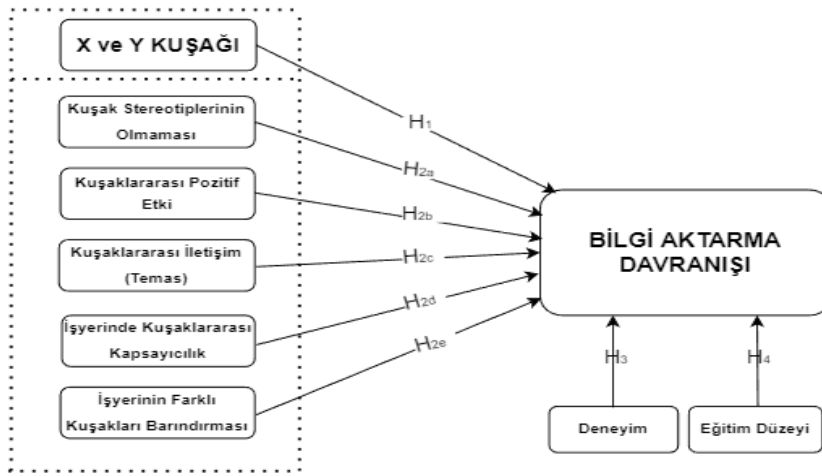 X ve Y KUŞAĞI
Kuşak Stereotiplerinin
Olmaması
Kuşaklararası Pozitif
Etki
Kuşaklararası İletişim
(Temas)
İşyerinde Kuşaklararası
Kapsayıcılık
İşyerinin Farklı
Kuşakları Barındırması
H1
H2a
H2b
H2c
H2d
H2e
BİLGİ AKTARMA
DAVRANIŞI
H3
H4
Deneyim
Eğitim Düzeyi